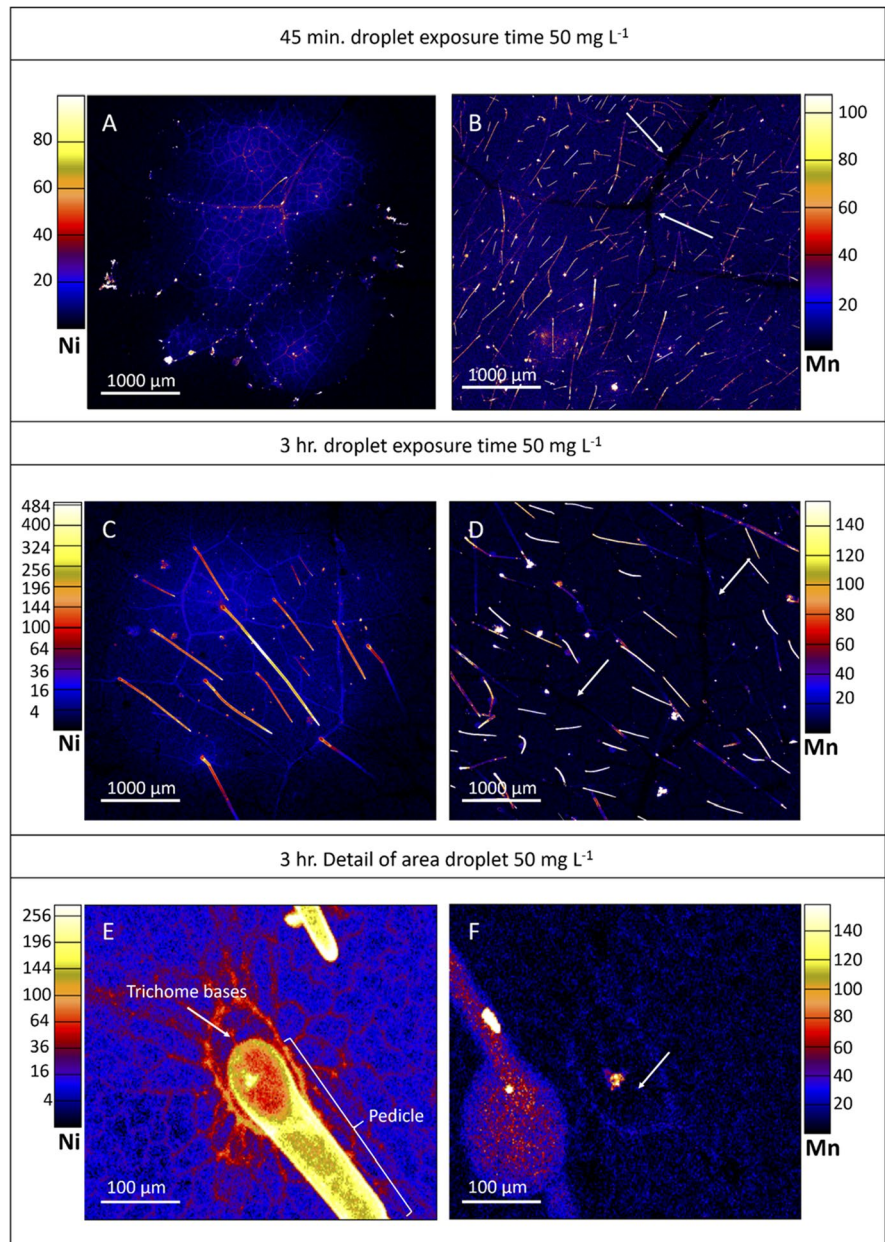 45 min. droplet exposure time 50 mg L⁻¹
A
80
60
40
20
Ni
1000 µm
B
100
80
60
40
20
Mn
1000 µm
3 hr. droplet exposure time 50 mg L⁻¹
C
484
400
324
256
196
144
100
64
36
16
4
Ni
1000 µm
D
140
120
100
80
60
40
20
Mn
1000 µm
3 hr. Detail of area droplet 50 mg L⁻¹
E
256
196
144
100
64
36
16
4
Ni
Trichome bases
Pedicle
100 µm
F
140
120
100
80
60
40
20
Mn
100 µm